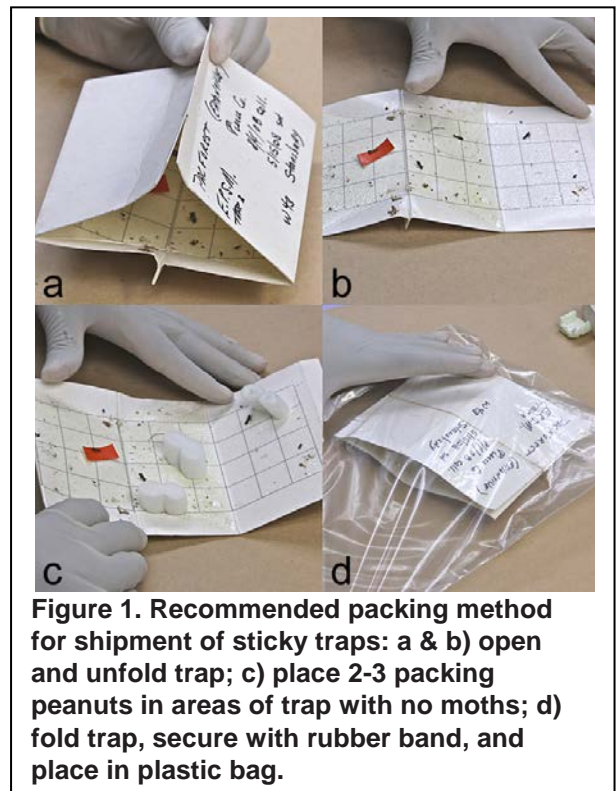 a
b
c
d
Figure 1. Recommended packing method
for shipment of sticky traps: a & b) open
and unfold trap; c) place 2-3 packing
peanuts in areas of trap with no moths; d)
fold trap, secure with rubber band, and
place in plastic bag.